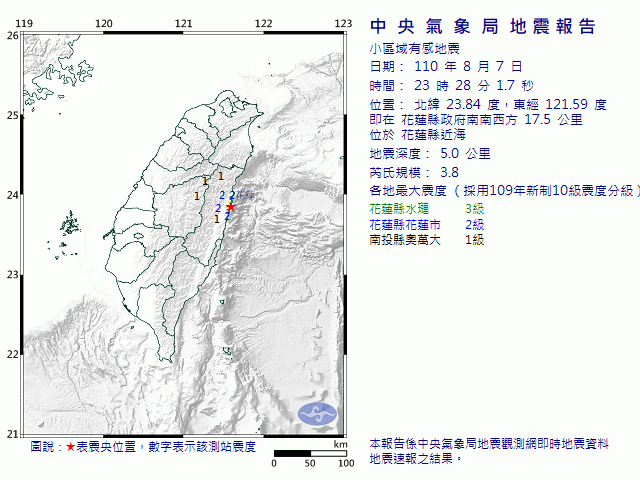 119 120 121 122 123
26
25
24
23
22
21
1
1
1
2 2 花蓮
2
2
1
圖說：★表震央位置，數字表示該測站震度
km
0 50 100
中央氣象局地震報告
小區域有感地震
日期： 110 年 8 月 7 日
時間： 23 時 28 分 1.7 秒
位置： 北緯 23.84 度，東經 121.59 度
即在 花蓮縣政府南南西方 17.5 公里
位於 花蓮縣近海
地震深度： 5.0 公里
芮氏規模： 3.8
各地最大震度（採用109年新制10級震度分級）
花蓮縣水璉 3級
花蓮縣花蓮市 2級
南投縣奧萬大 1級
本報告係中央氣象局地震觀測網即時地震資料
地震速報之結果。